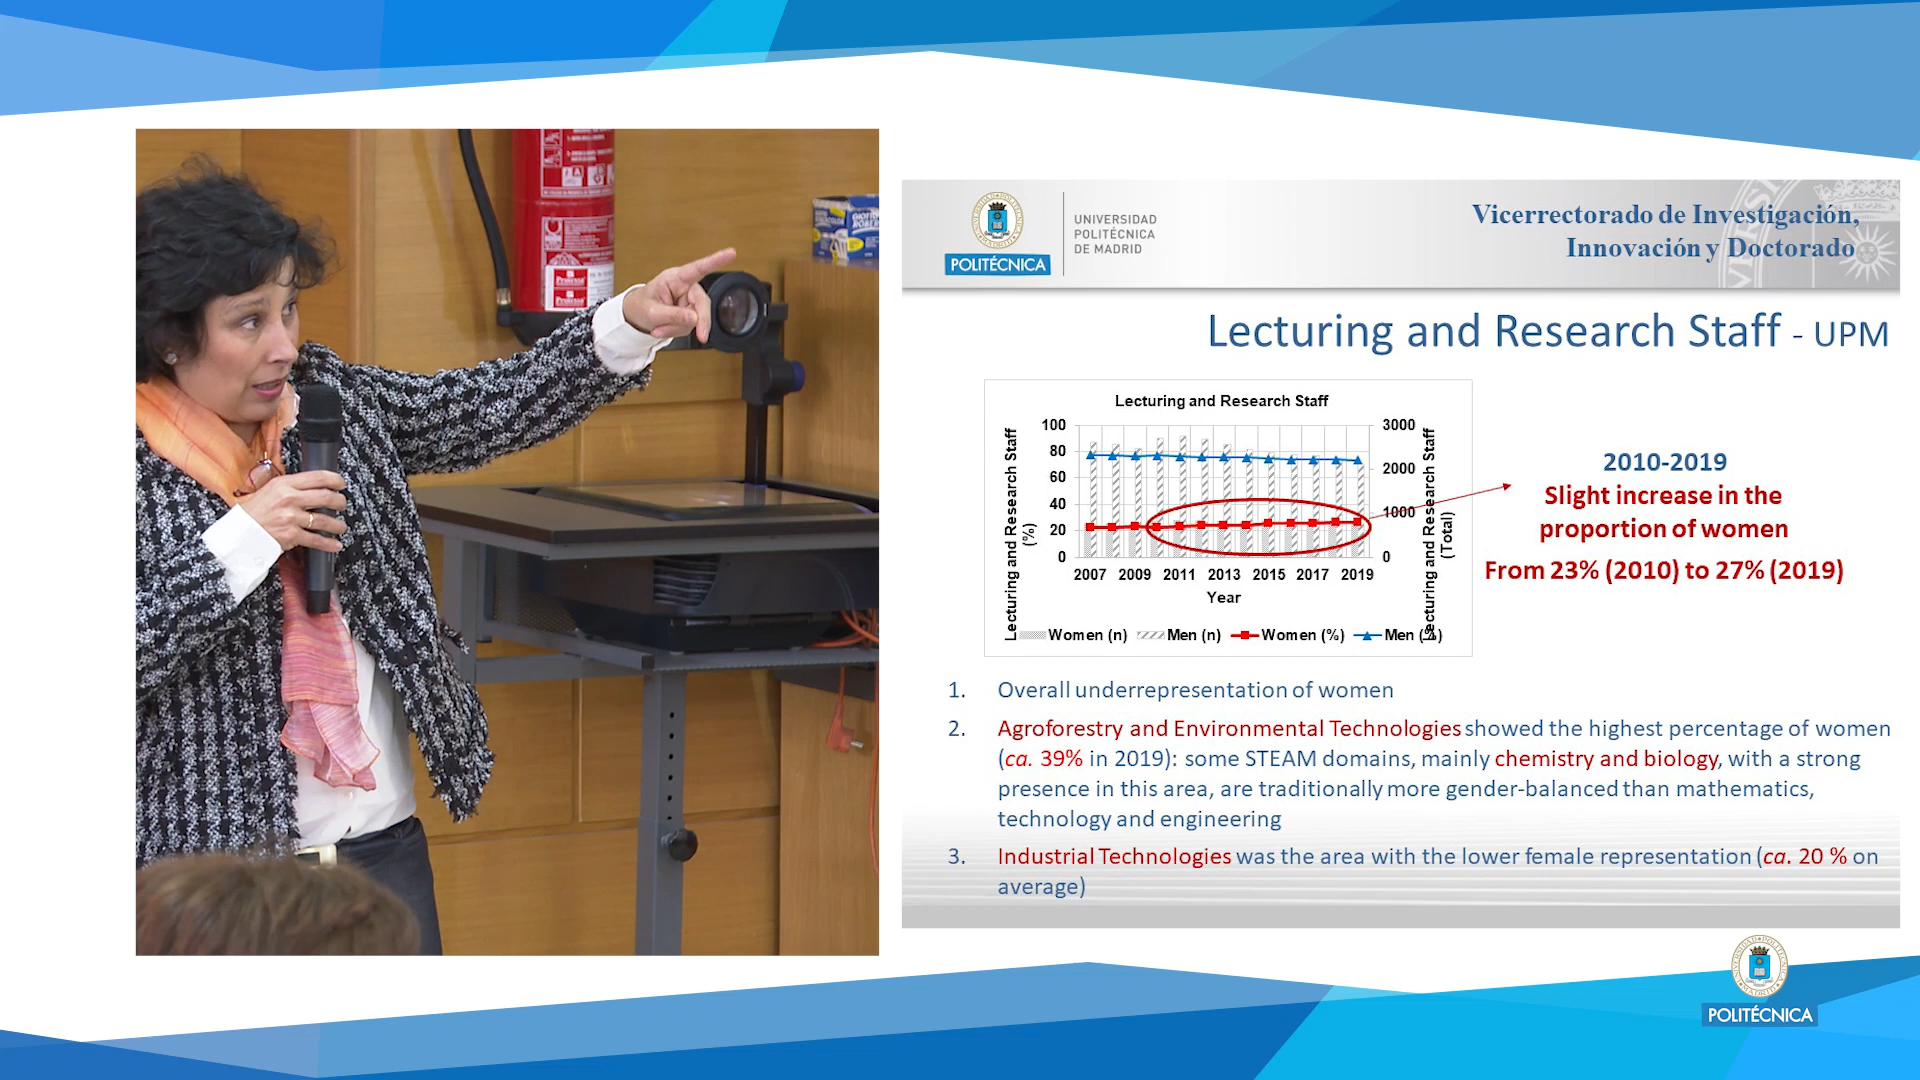 UNIVERSIDAD
POLITÉCNICA
DE MADRID
POLITÉCNICA
Vicerrectorado de Investigación,
Innovación y Doctorado
Lecturing and Research Staff - UPM
Lecturing and Research Staff
100
80
60
40
20
0
Lecturing and Research Staff
(%)
3000
2000
1000
0
Lecturing and Research Staff
(Total)
2007 2009 2011 2013 2015 2017 2019
Year
Women (n) Men (n) Women (%) Men (%)
2010-2019
Slight increase in the
proportion of women
From 23% (2010) to 27% (2019)
1. Overall underrepresentation of women
2. Agroforestry and Environmental Technologies showed the highest percentage of women
(ca. 39% in 2019): some STEAM domains, mainly chemistry and biology, with a strong
presence in this area, are traditionally more gender-balanced than mathematics,
technology and engineering
3. Industrial Technologies was the area with the lower female representation (ca. 20 % on
average)
POLITÉCNICA